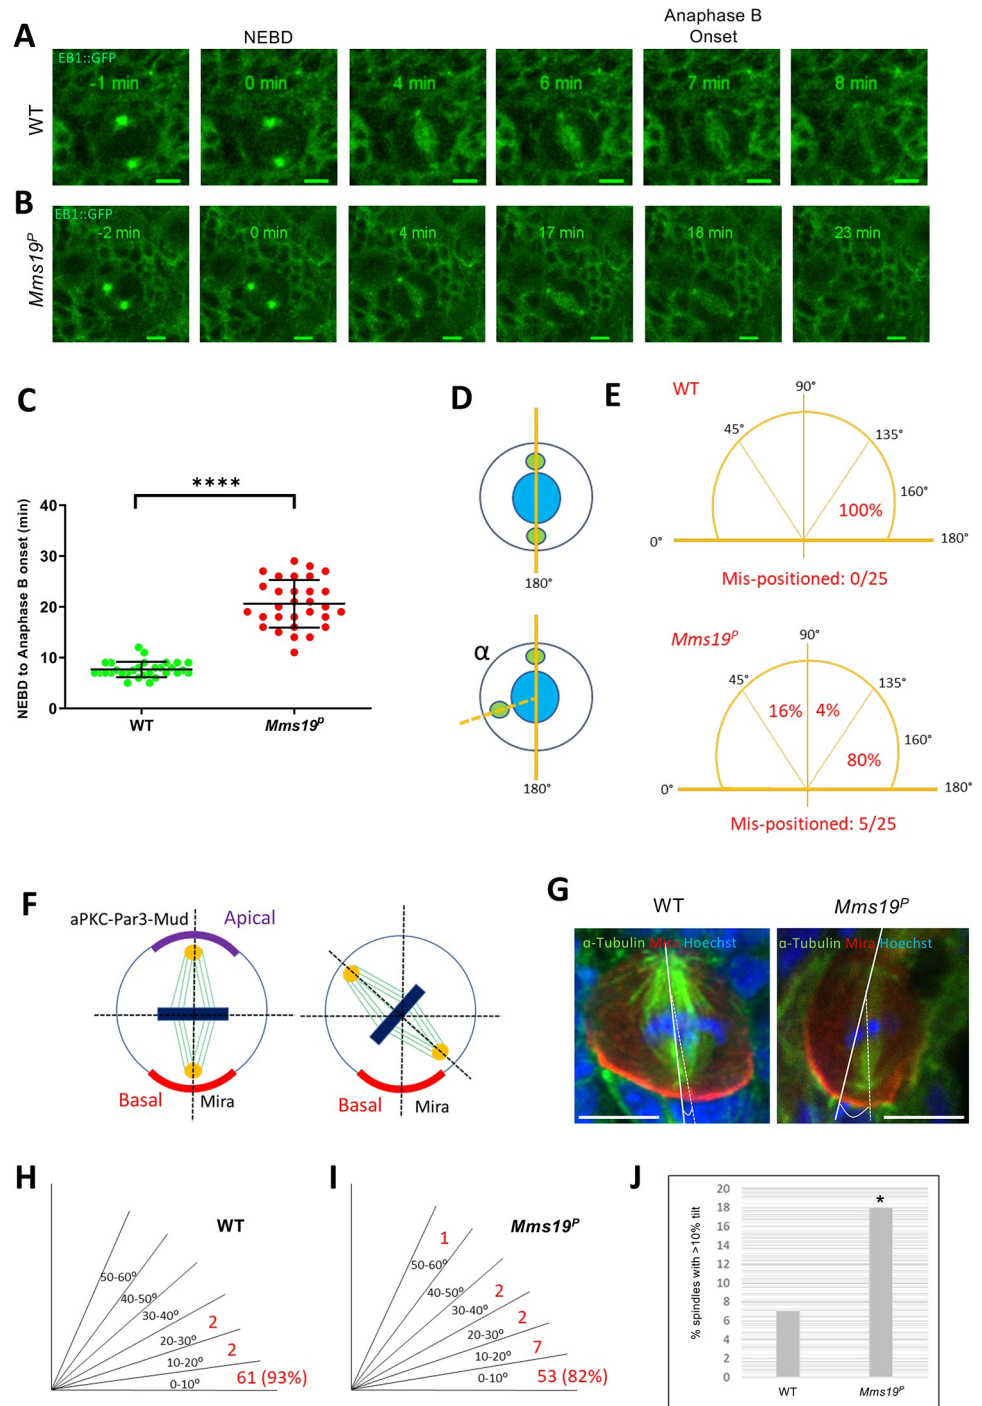 A
NEBD
Anaphase B
Onset
WT
EB1::GFP
-1 min
0 min
4 min
6 min
7 min
8 min
B
Mms19P
EB1::GFP
-2 min
0 min
4 min
17 min
18 min
23 min
C
****
NEBD to Anaphase B onset (min)
40
30
20
10
0
WT
Mms19P
D
180°
α
180°
E
WT
90°
45°
135°
160°
100%
0°
180°
Mis-positioned: 0/25
Mms19P
90°
45°
135°
16%
4%
160°
80%
0°
180°
Mis-positioned: 5/25
F
aPKC-Par3-Mud
Apical
Basal
Mira
Basal
Mira
G
WT
Mms19P
α-Tubulin Mira Hoechst
α-Tubulin Mira Hoechst
H
WT
50-60°
40-50°
30-40°
2
20-30°
2
10-20°
61 (93%)
0-10°
I
Mms19P
1
50-60°
40-50°
2
30-40°
2
20-30°
7
10-20°
53 (82%)
0-10°
J
% spindles with >10% tilt
20
18
16
14
12
10
8
6
4
2
0
*
WT
Mms19P